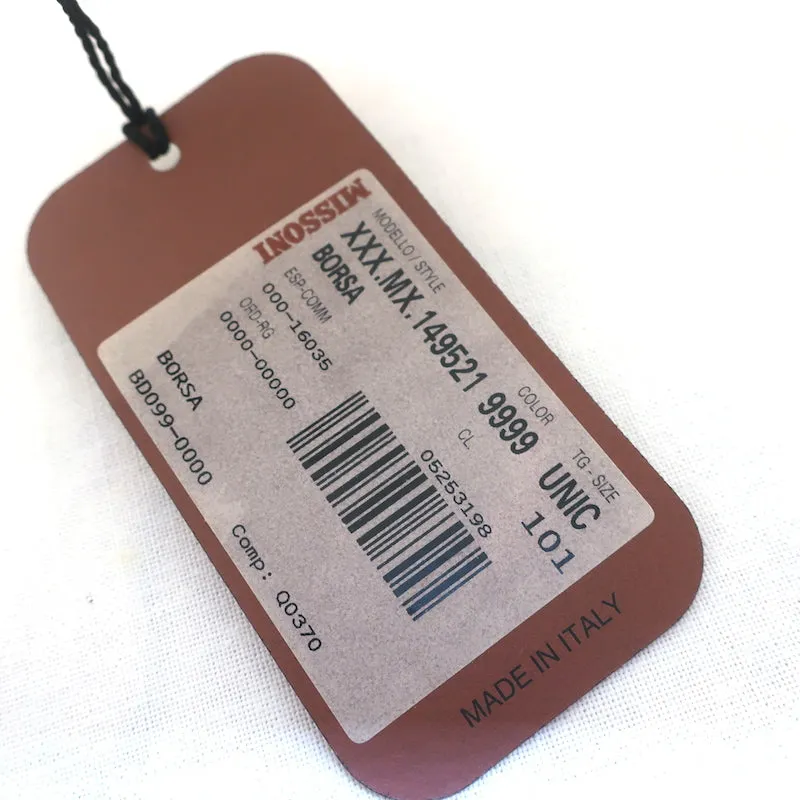 MISSONI
MODELLO / STYLE COLOR TG - SIZE
XXX.MX.149521 9999 UNIC
BORSA CL. 101
ESP-COMM
000-16035
ORD-RG 05253198
0000-00000
BORSA
BD099-0000
Comp: Q0370
MADE IN ITALY